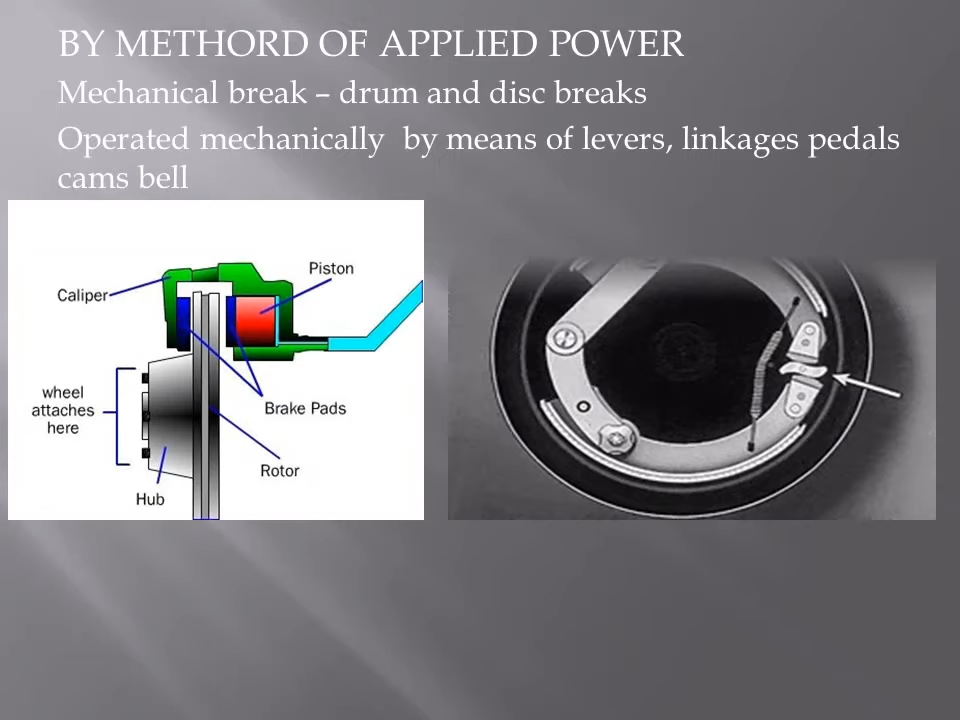 BY METHORD OF APPLIED POWER
Mechanical break – drum and disc breaks
Operated mechanically  by means of levers, linkages pedals
cams bell
Piston
Caliper
wheel
attaches
here
Brake Pads
Rotor
Hub